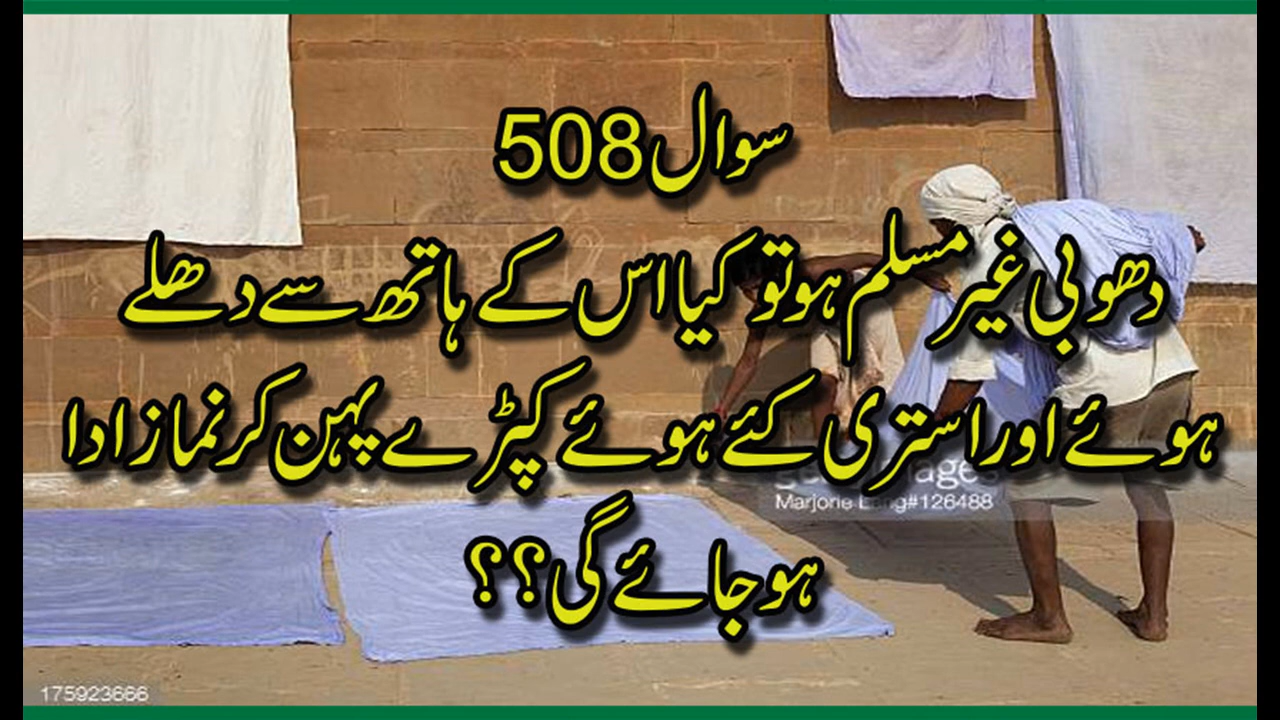 سوال 508
دھوبی غیر مسلم ہو تو کیا اس کے ہاتھ سے دھلے
ہوئے اور استری کئے ہوئے کپڑے پہن کر نماز ادا
ہو جائے گی؟؟
Marjorie Lang#126488
175923666